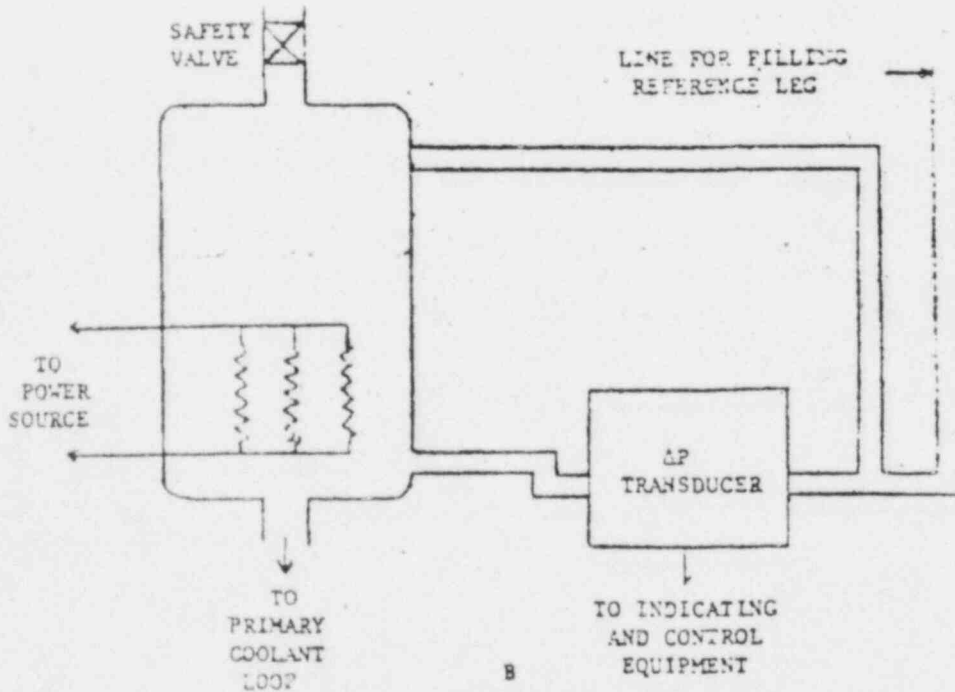 SAFETY
VALVE
LINE FOR FILLING
REFERENCE LEG
TO
POWER
SOURCE
ΔP
TRANSDUCER
TO
PRIMARY
COOLANT
LOOP
TO INDICATING
AND CONTROL
EQUIPMENT
B